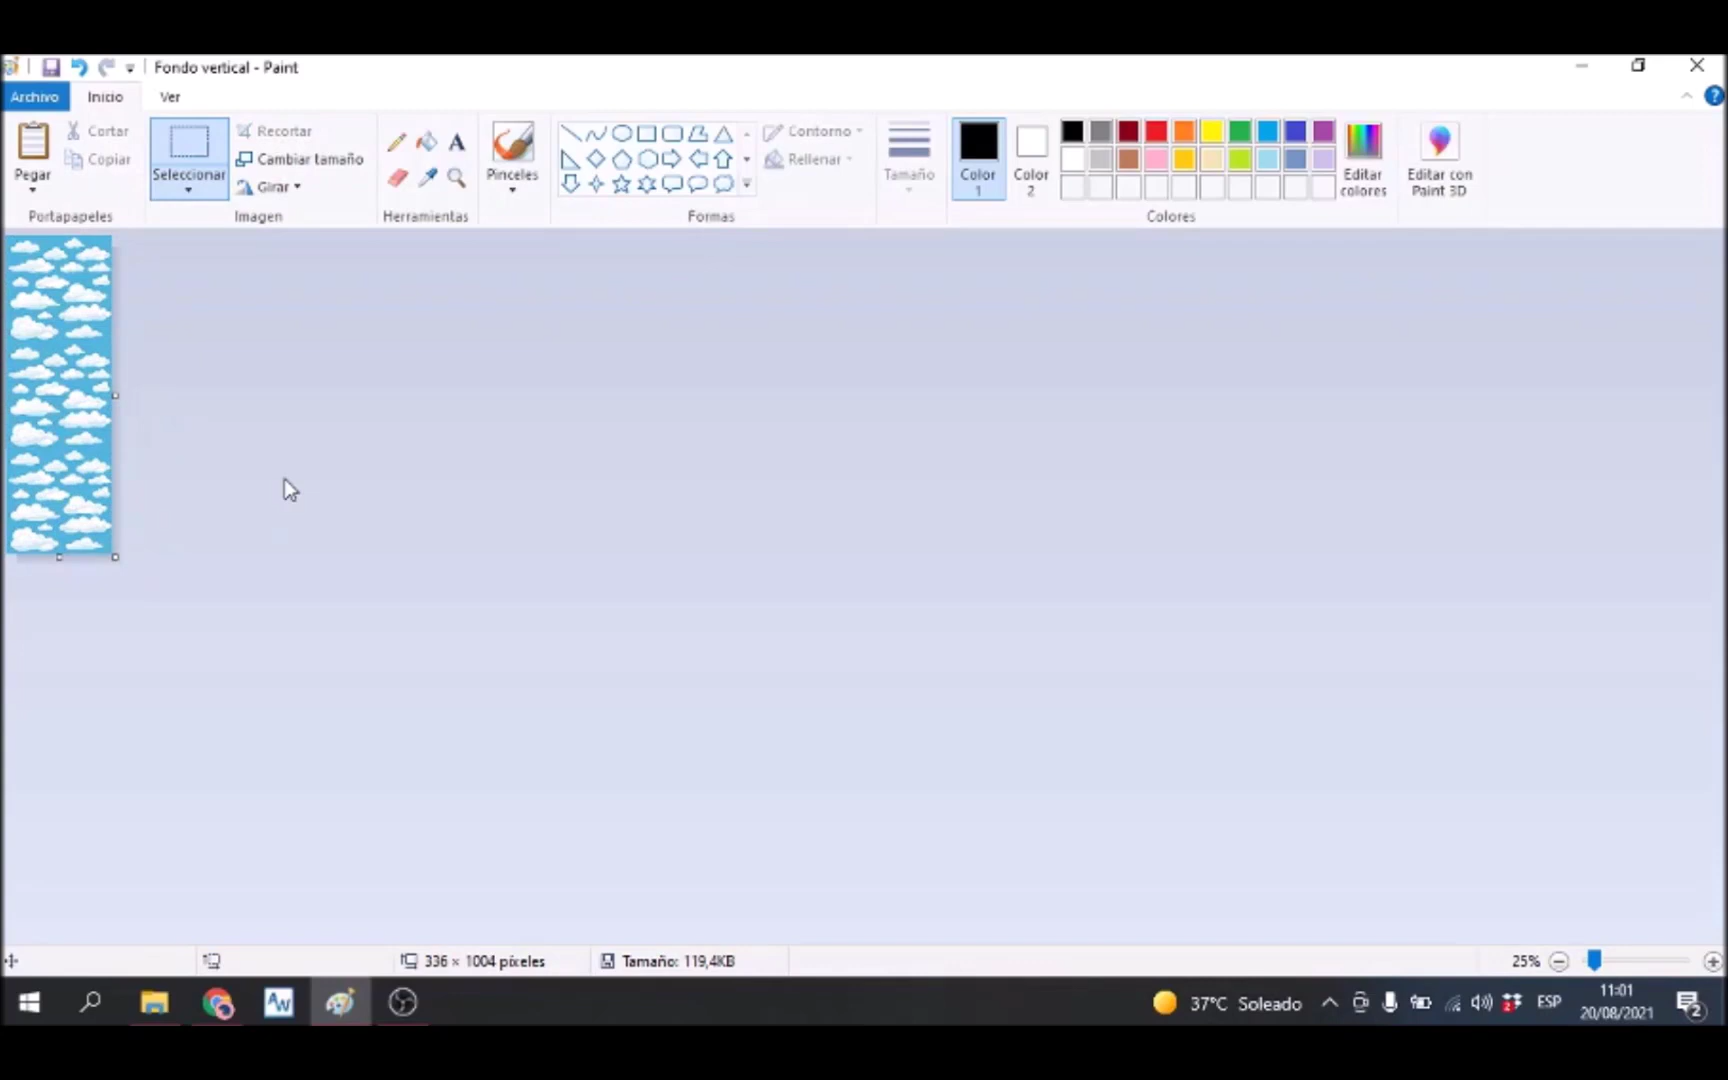 Fondo vertical - Paint
Archivo Inicio Ver
Pegar
Cortar
Copiar
Portapapeles
Seleccionar
Recortar
Cambiar tamaño
Girar
Imagen
A
Herramientas
Pinceles
Contorno
Rellenar
Formas
Tamaño
Color
1
Color
2
Editar
colores
Colores
Editar con
Paint 3D
336 × 1004 píxeles
Tamaño: 119,4KB
25%
AW
37°C Soleado
ESP
11:01
20/08/2021
2